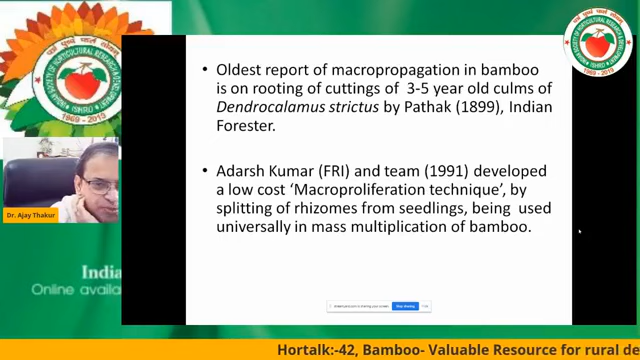 • Oldest report of macropropagation in bamboo
is on rooting of cuttings of 3-5 year old culms of
Dendrocalamus strictus by Pathak (1899), Indian
Forester.
• Adarsh Kumar (FRI) and team (1991) developed
a low cost ‘Macroproliferation technique’, by
splitting of rhizomes from seedlings, being used
universally in mass multiplication of bamboo.
1969 - 2019
Dr. Ajay Thakur
India
Online availa
Stop sharing
Hide
Hortalk:-42, Bamboo- Valuable Resource for rural de